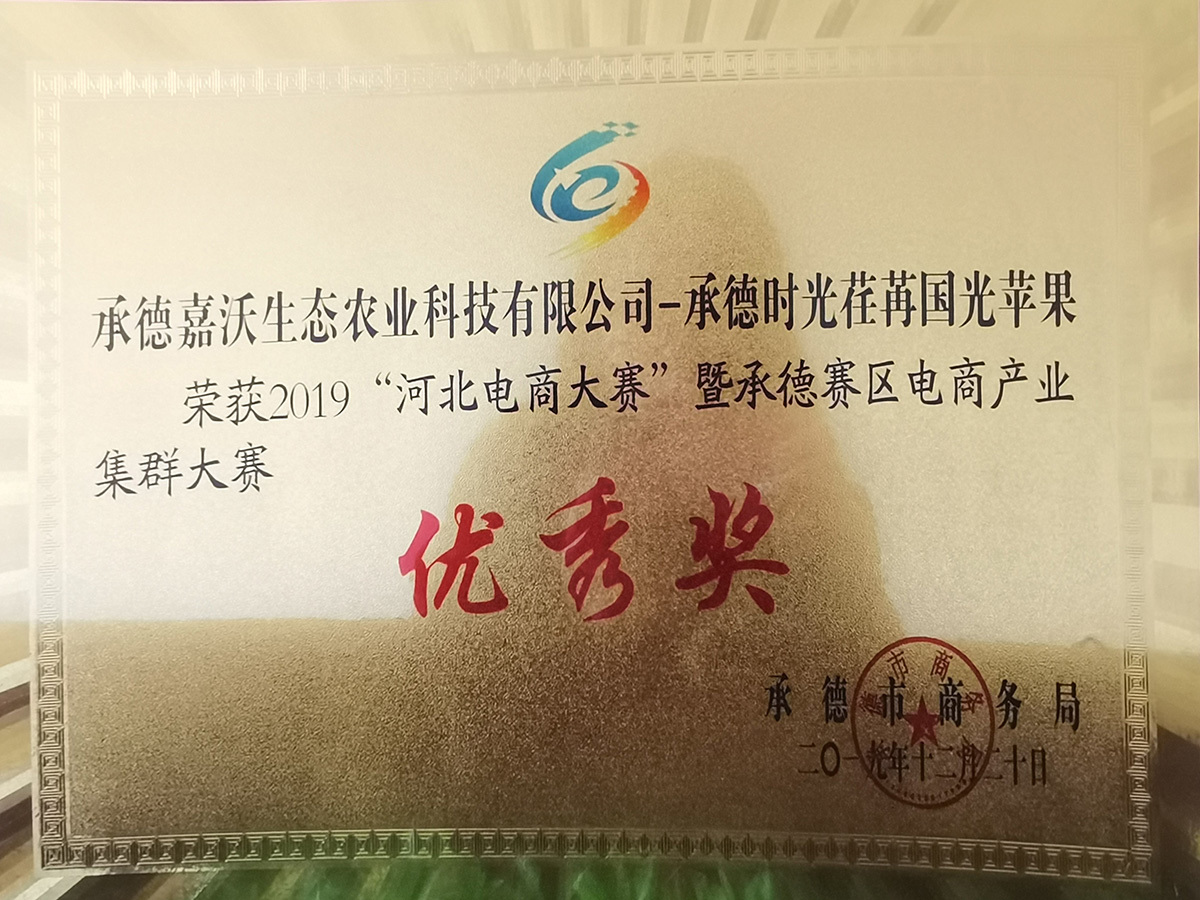 承德嘉沃生态农业科技有限公司-承德时光荏苒国光苹果
荣获2019“河北电商大赛”暨承德赛区电商产业
集群大赛
优秀奖
承德市商务局
二〇一九年十二月二十日